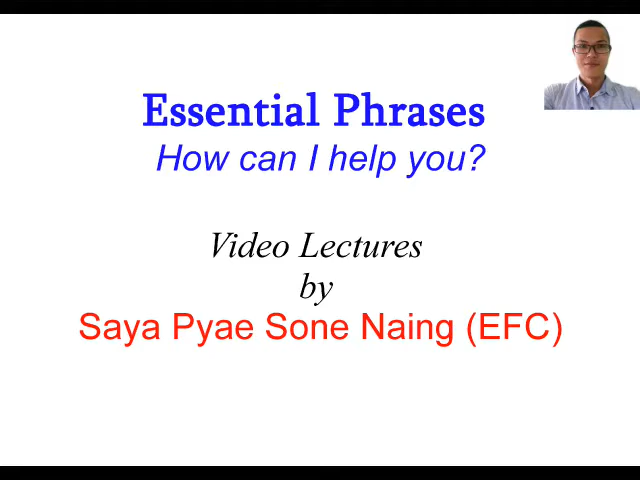 Essential Phrases
How can I help you?
Video Lectures
by
Saya Pyae Sone Naing (EFC)